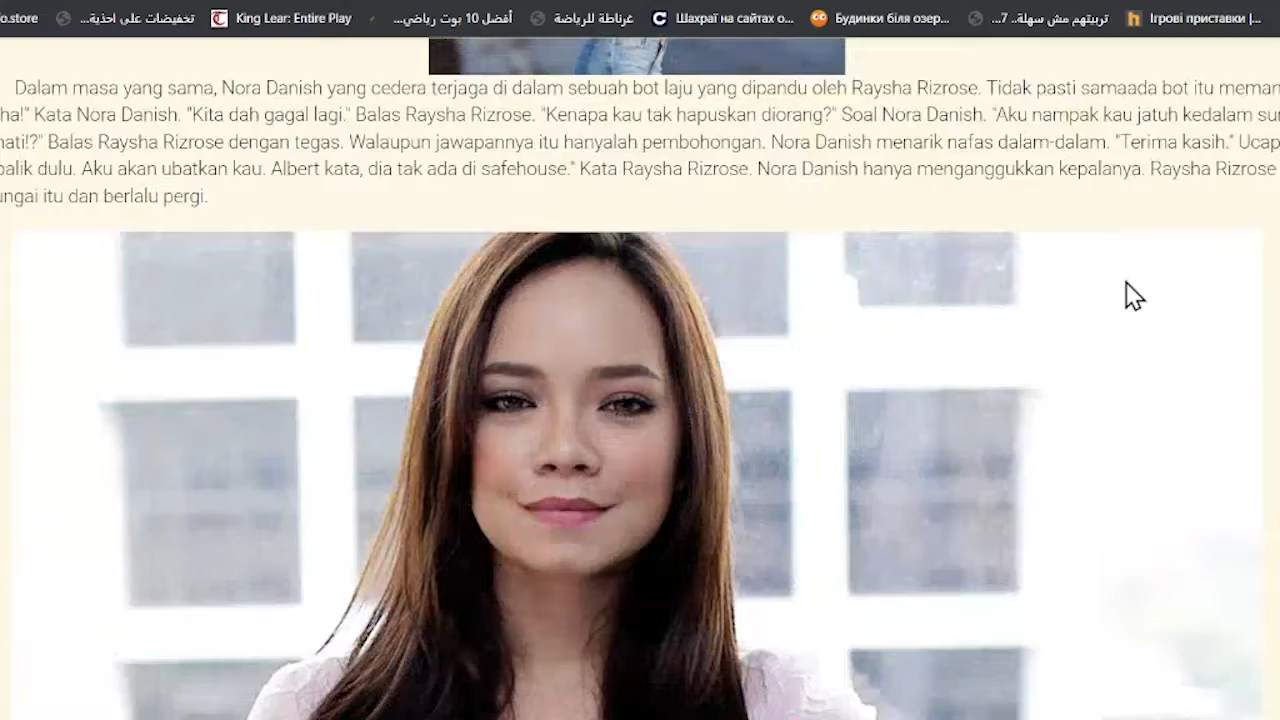 o.store
تخفيضات على احذية...
King Lear: Entire Play
أفضل 10 بوت رياضي...
غرناطة للرياضة
Шахраї на сайтах о...
Будинки біля озер...
تربيتهم مش سهلة.. 7...
Ігрові приставки |...
Dalam masa yang sama, Nora Danish yang cedera terjaga di dalam sebuah bot laju yang dipandu oleh Raysha Rizrose. Tidak pasti samaada bot itu meman
ha!" Kata Nora Danish. "Kita dah gagal lagi." Balas Raysha Rizrose. "Kenapa kau tak hapuskan diorang?" Soal Nora Danish. "Aku nampak kau jatuh kedalam su
nati!?" Balas Raysha Rizrose dengan tegas. Walaupun jawapannya itu hanyalah pembohongan. Nora Danish menarik nafas dalam-dalam. "Terima kasih." Ucap
balik dulu. Aku akan ubatkan kau. Albert kata, dia tak ada di safehouse." Kata Raysha Rizrose. Nora Danish hanya menganggukkan kepalanya. Raysha Rizrose
ungai itu dan berlalu pergi.